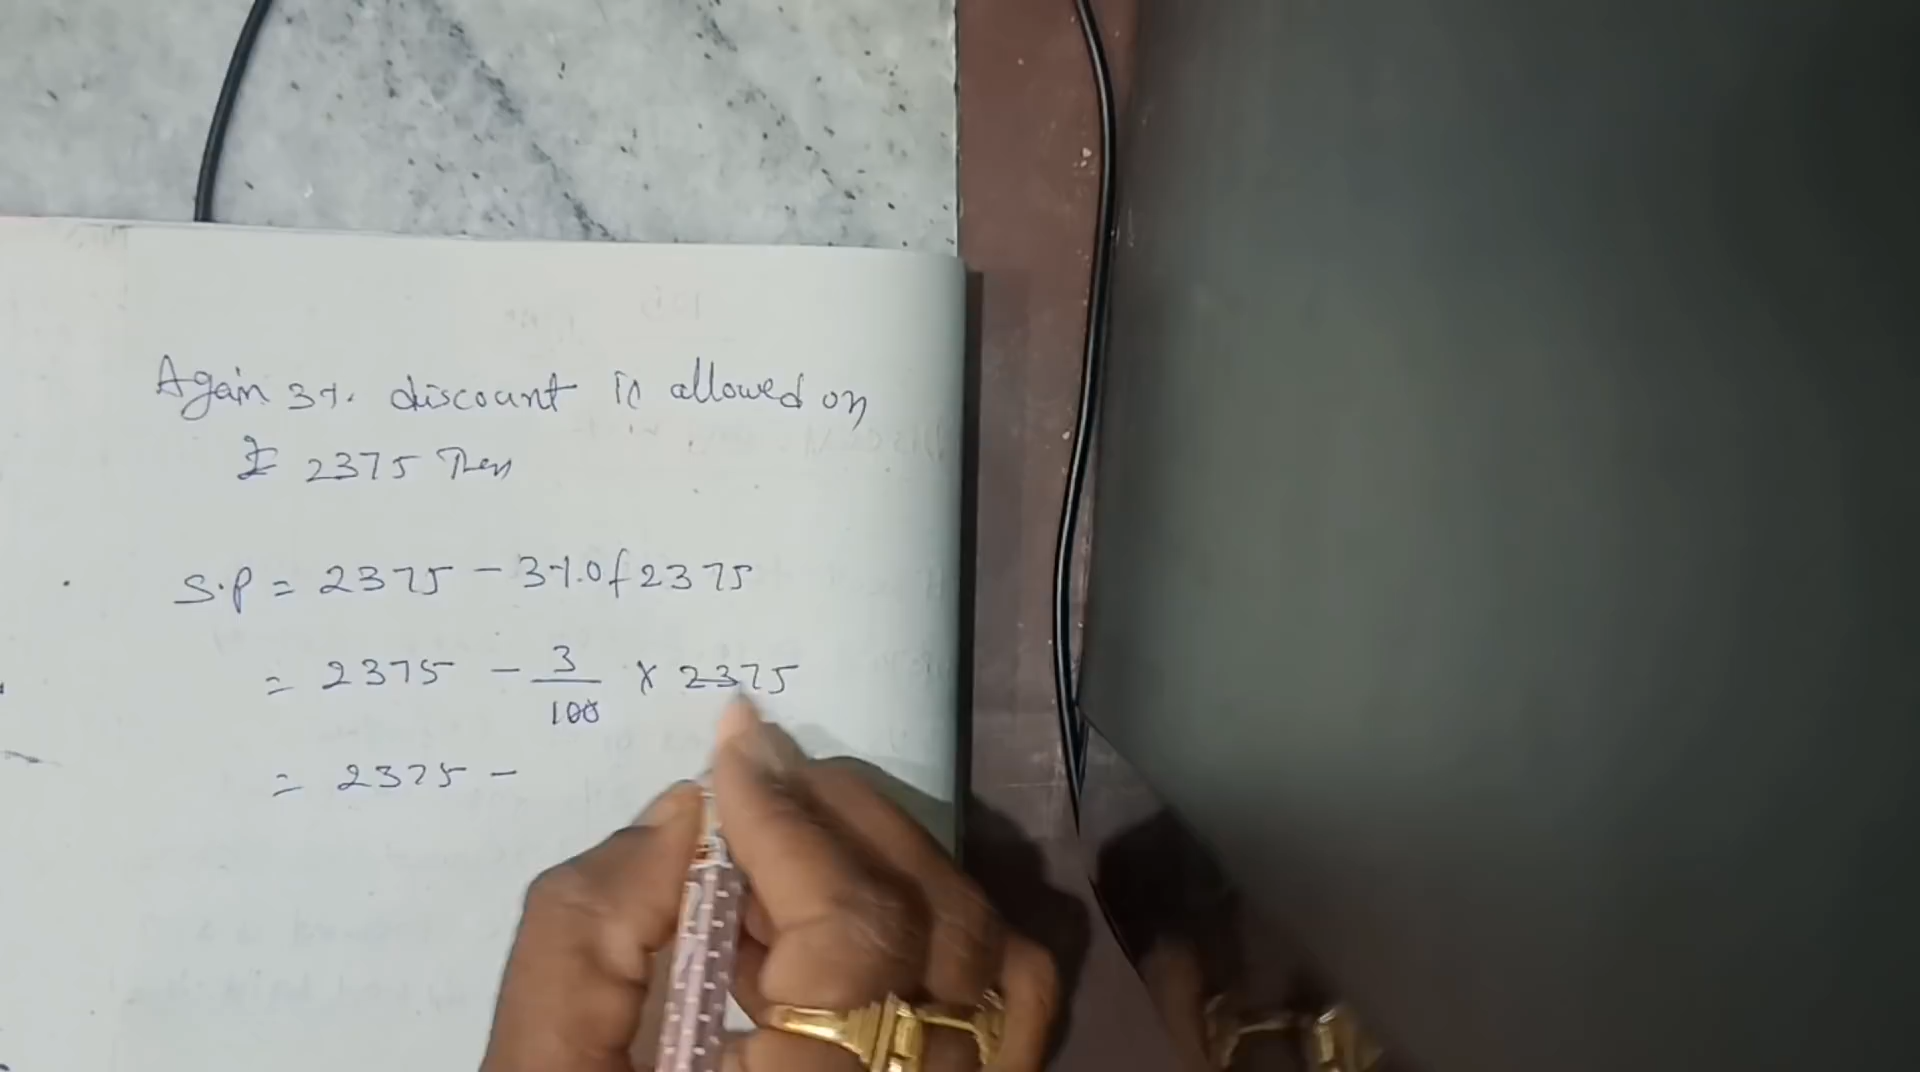 Again 3% discount is allowed on
₹ 2375 Then
S.P = 2375 - 3% of 2375
= 2375 - 3/100 × 2375
= 2375 -